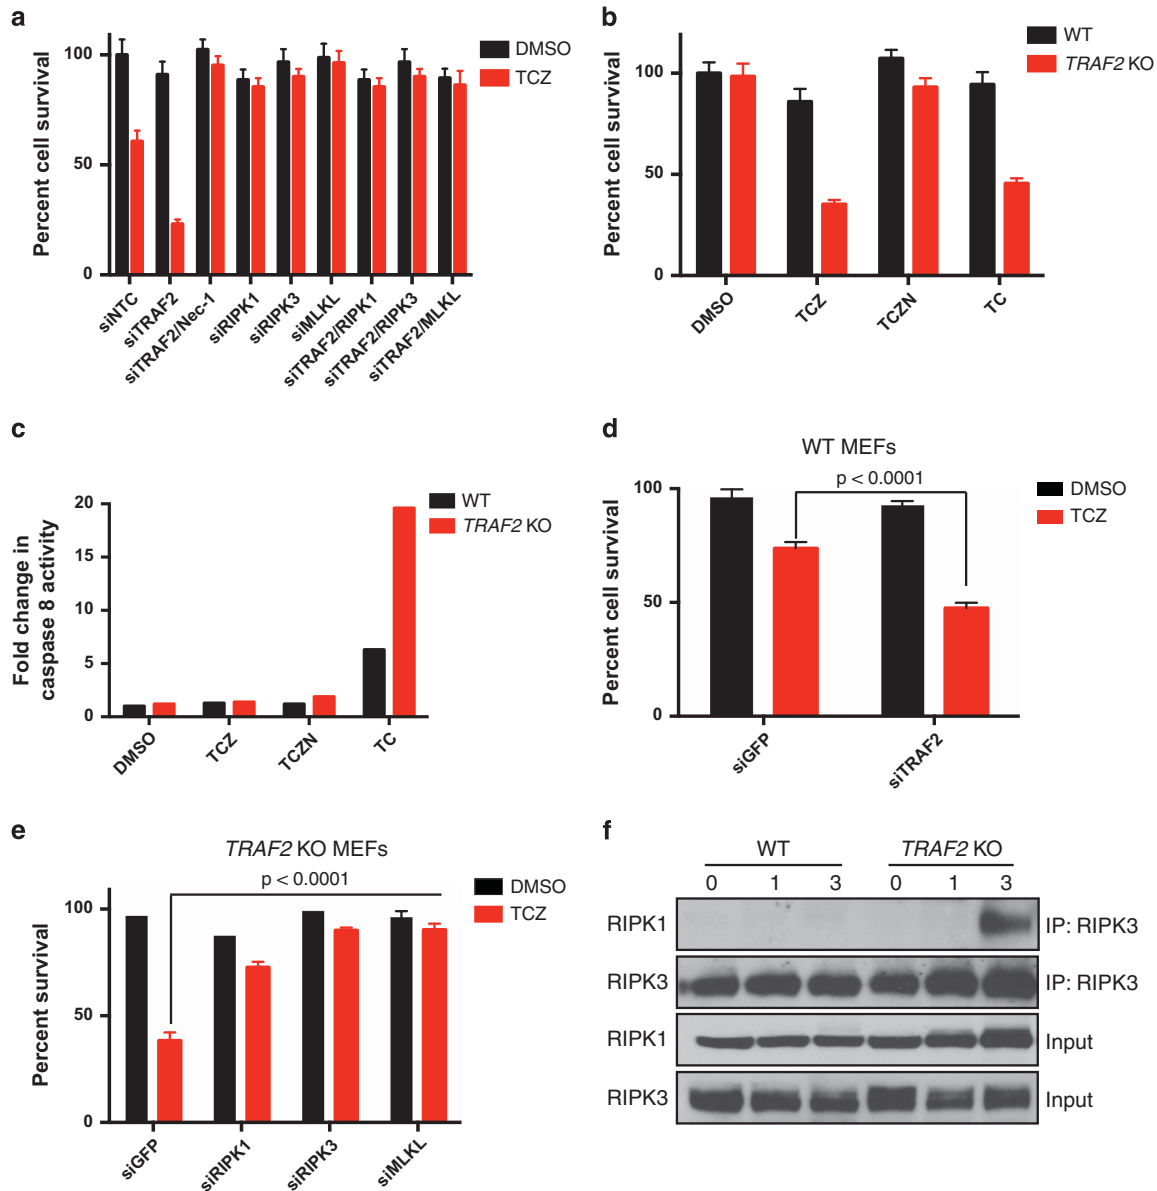 a
Percent cell survival
100
50
0
siNTC
siTRAF2
siTRAF2/Nec-1
siRIPK1
siRIPK3
siMLKL
siTRAF2/RIPK1
siTRAF2/RIPK3
siTRAF2/MLKL
DMSO
TCZ
b
Percent cell survival
100
50
0
DMSO
TCZ
TCZN
TC
WT
TRAF2 KO
c
Fold change in
caspase 8 activity
20
15
10
5
0
DMSO
TCZ
TCZN
TC
WT
TRAF2 KO
d
WT MEFs
p < 0.0001
Percent cell survival
100
50
0
siGFP
siTRAF2
DMSO
TCZ
e
TRAF2 KO MEFs
p < 0.0001
Percent survival
100
50
0
siGFP
siRIPK1
siRIPK3
siMLKL
DMSO
TCZ
f
WT TRAF2 KO
0 1 3 0 1 3
RIPK1 IP: RIPK3
RIPK3 IP: RIPK3
RIPK1 Input
RIPK3 Input